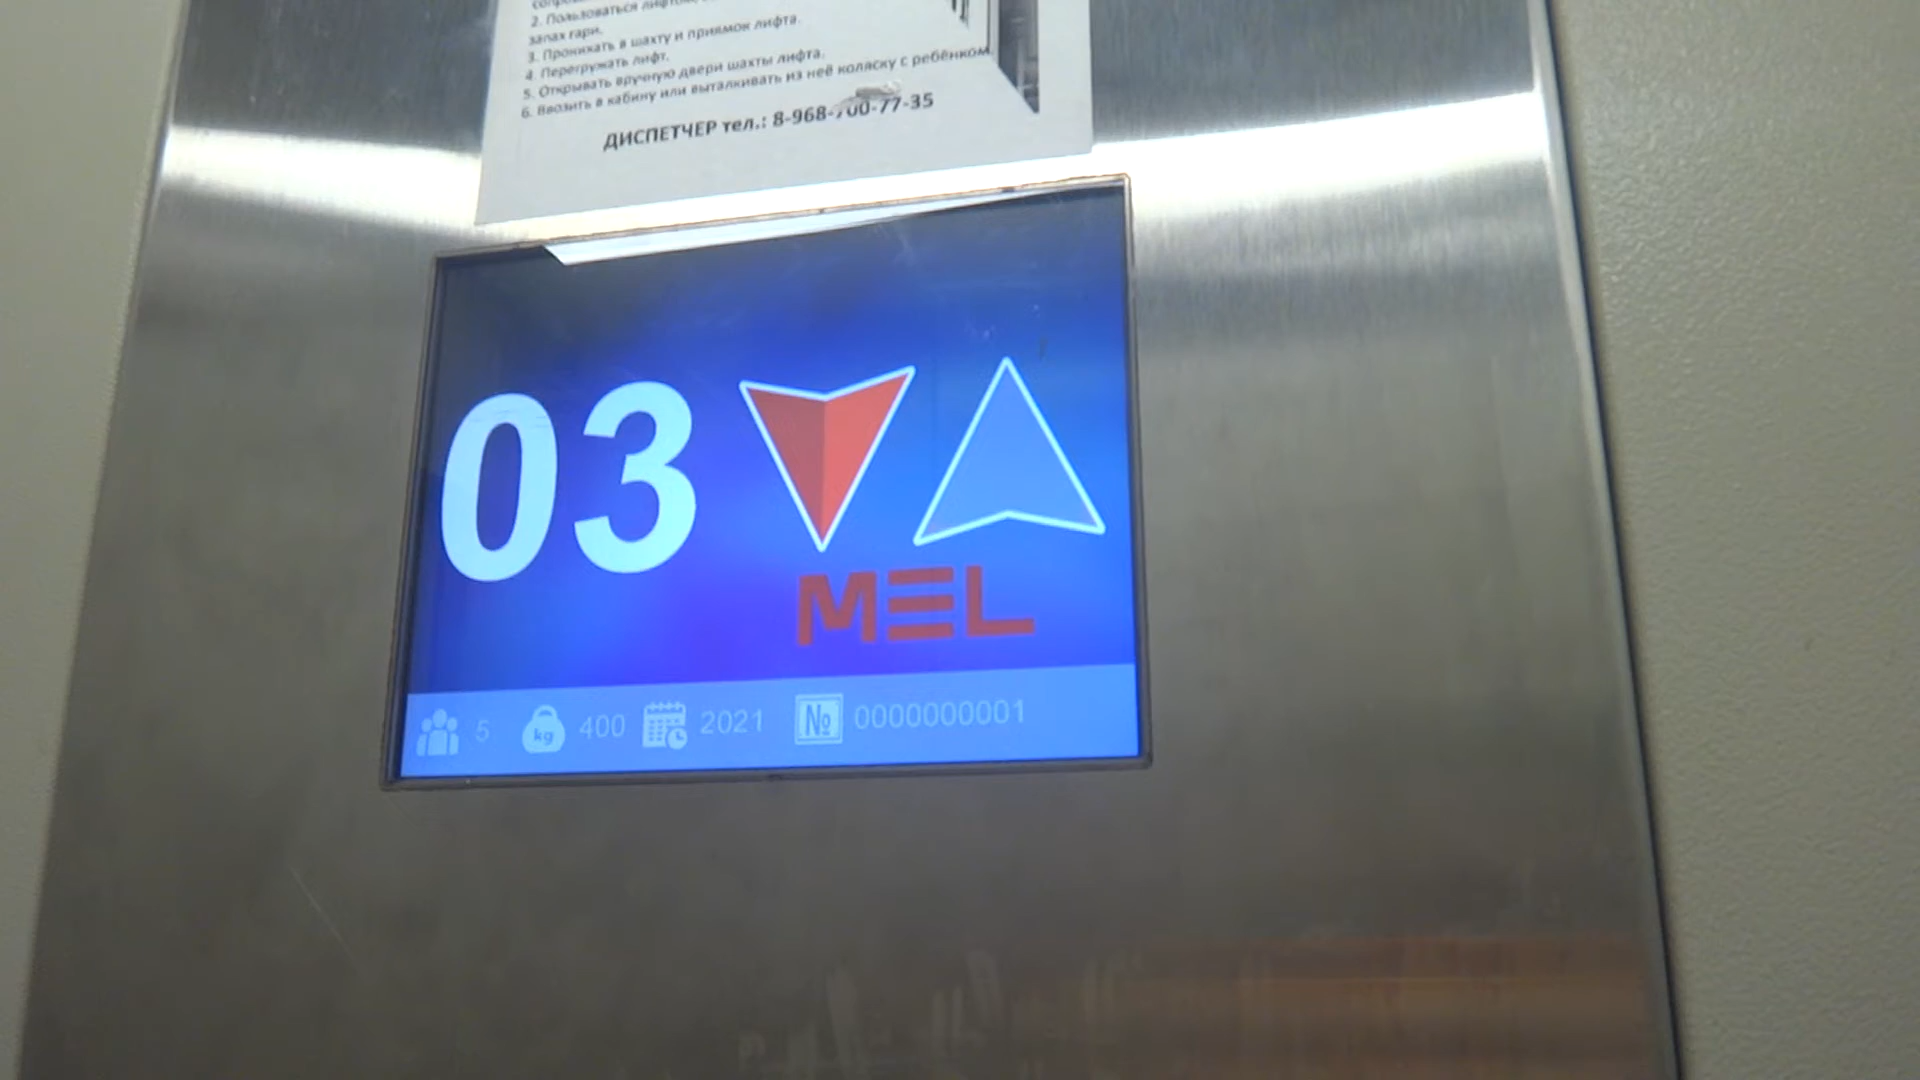 2. Пользоваться лифтом,
запах гари.
3. Проникать в шахту и приямок лифта.
4. Перегружать лифт.
5. Открывать вручную двери шахты лифта.
6. Ввозить в кабину или выталкивать из неё коляску с ребёнком.
ДИСПЕТЧЕР тел.: 8-968-700-77-35
03
MEL
5 kg 400 2021 № 0000000001